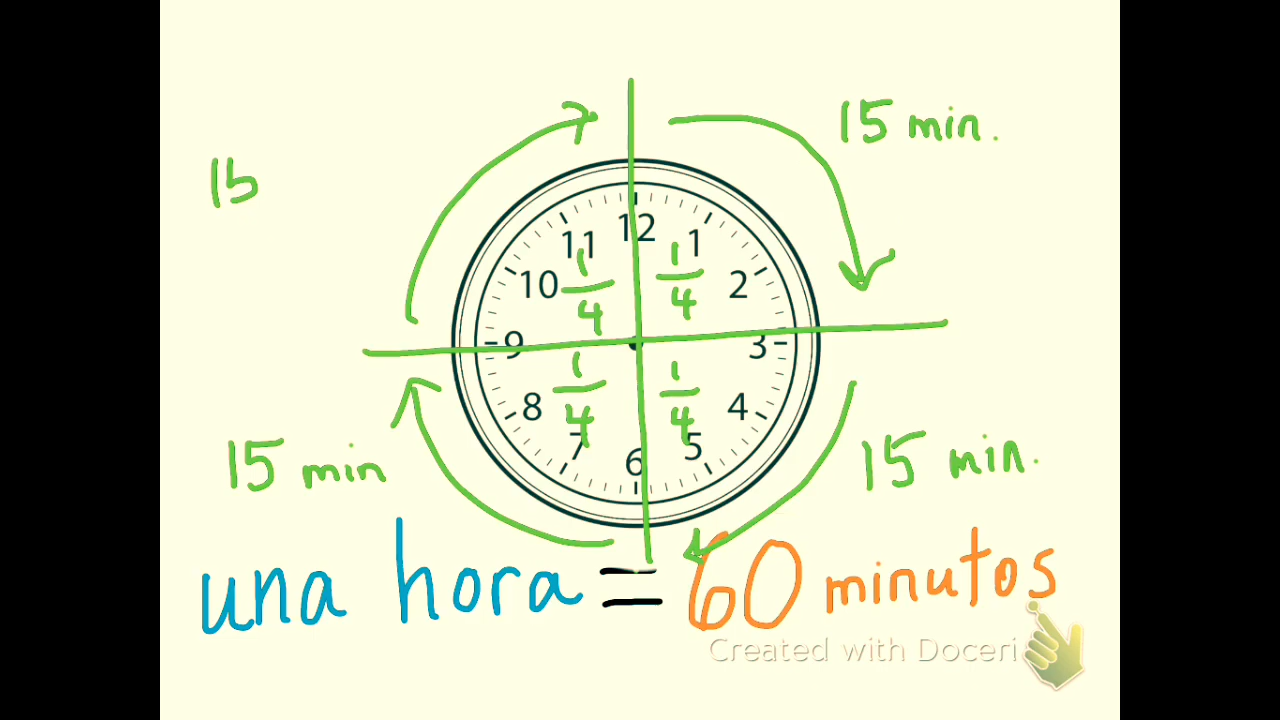 15 min.
15
12
11 1
10 1/4 1/4 2
9 3
8 1/4 1/4 4
7 5
6
15 min 15 min.
una hora = 60 minutos
Created with Doceri